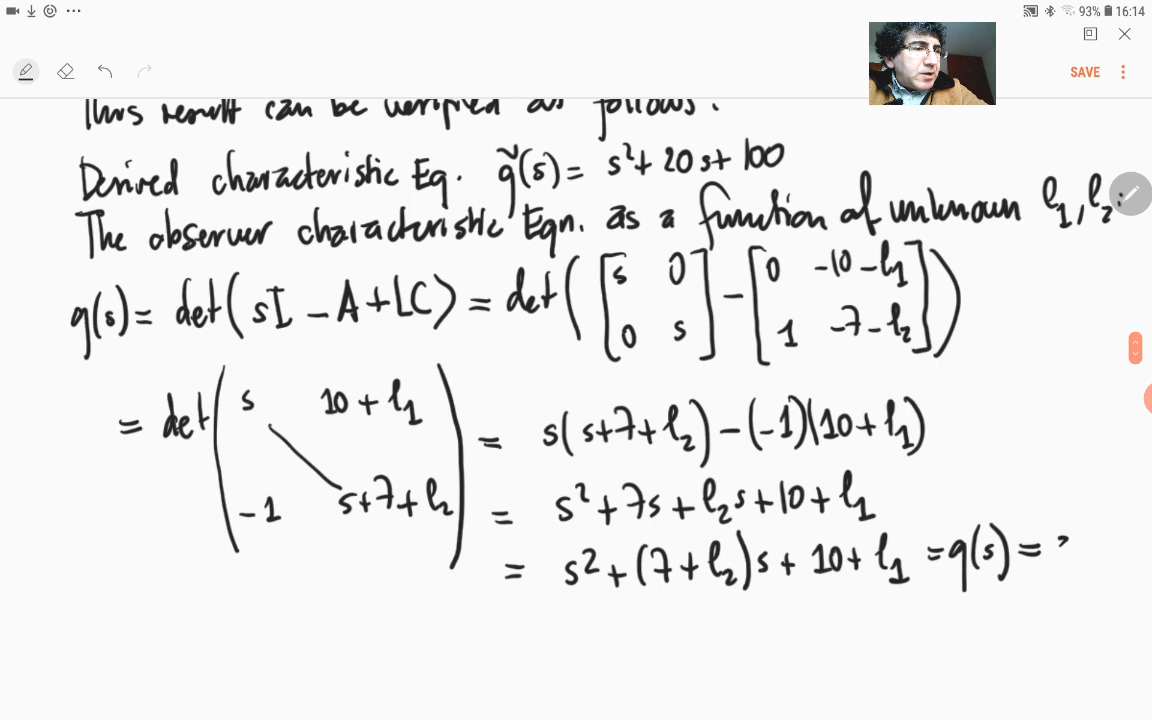 93% 16:14
SAVE
This result can be verified as follows:
Desired characteristic Eq. q̃(s) = s² + 20s + 100
The observer characteristic Eqn. as a function of unknown l₁, l₂:
q(s) = det(sI - A + LC) = det([s 0; 0 s] - [0 -10 - l₁; 1 -7 - l₂])
= det(s 10 + l₁; -1 s+7+l₂) = s(s+7+l₂) - (-1)(10 + l₁)
= s² + 7s + l₂s + 10 + l₁
= s² + (7 + l₂)s + 10 + l₁ = q(s) =